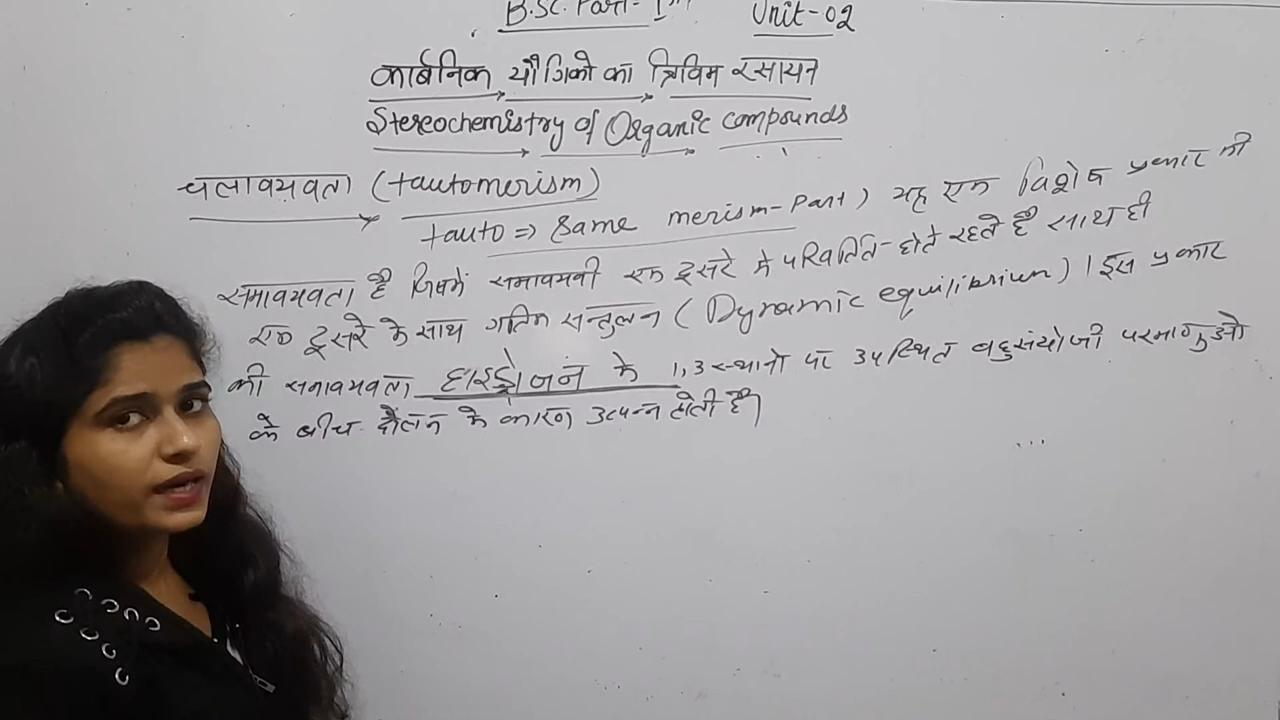 B.Sc. Part- Unit-02
कार्बनिक यौगिको का त्रिविम रसायन
Stereochemistry of Organic compounds
चलावयवता (tautomerism)
tauto => Same merism-Part) यह एक विशेष प्रकार की
समावयवता है जिसमें समावयवी एक दूसरे मे परिवर्तित-होते रहते है साथ ही
एक दूसरे के साथ गतिक सन्तुलन (Dynamic equilibrium) । इस प्रकार
की समावयवता हाइड्रोजन के 1,3 स्थानो पर उपस्थित बहुसंयोजी परमाणुओ
के बीच दौलन के कारण उत्पन्न होती है।